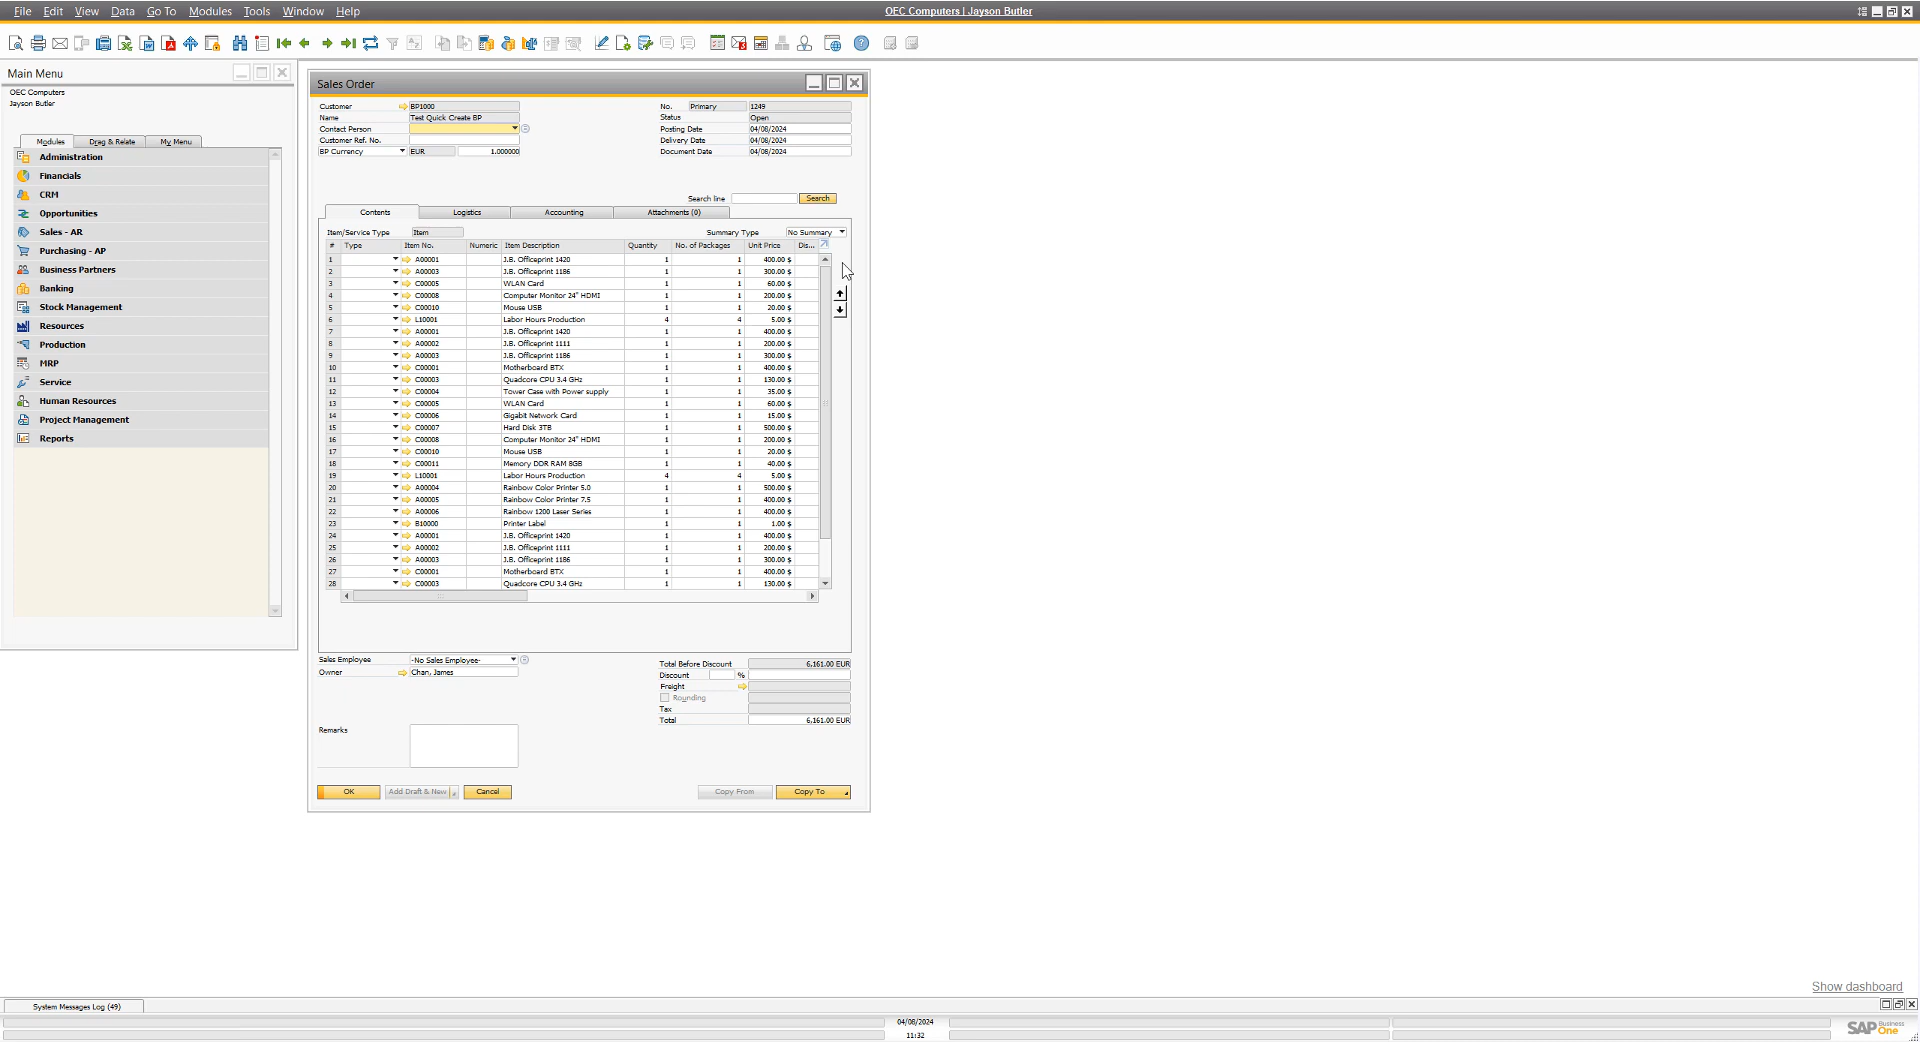 File Edit View Data Go To Modules Tools Window Help
OEC Computers | Jayson Butler
Main Menu
OEC Computers
Jayson Butler
Modules Drag & Relate My Menu
Administration
Financials
CRM
Opportunities
Sales - AR
Purchasing - AP
Business Partners
Banking
Stock Management
Resources
Production
MRP
Service
Human Resources
Project Management
Reports
Sales Order
Customer BP1000 No. Primary 1249
Name Test Quick Create BP Status Open
Contact Person Posting Date 04/08/2024
Customer Ref. No. Delivery Date 04/08/2024
BP Currency EUR 1.000000 Document Date 04/08/2024
Search line Search
Contents Logistics Accounting Attachments (0)
Item/Service Type Item Summary Type No Summary
# Type Item No. Numeric Item Description Quantity No. of Packages Unit Price Dis...
1 A00001 J.B. Officeprint 1420 1 1 400.00 $
2 A00003 J.B. Officeprint 1186 1 1 300.00 $
3 C00005 WLAN Card 1 1 60.00 $
4 C00008 Computer Monitor 24" HDMI 1 1 200.00 $
5 C00010 Mouse USB 1 1 20.00 $
6 L10001 Labor Hours Production 4 4 5.00 $
7 A00001 J.B. Officeprint 1420 1 1 400.00 $
8 A00002 J.B. Officeprint 1111 1 1 200.00 $
9 A00003 J.B. Officeprint 1186 1 1 300.00 $
10 C00001 Motherboard BTX 1 1 400.00 $
11 C00003 Quadcore CPU 3.4 GHz 1 1 130.00 $
12 C00004 Tower Case with Power supply 1 1 35.00 $
13 C00005 WLAN Card 1 1 60.00 $
14 C00006 Gigabit Network Card 1 1 15.00 $
15 C00007 Hard Disk 3TB 1 1 500.00 $
16 C00008 Computer Monitor 24" HDMI 1 1 200.00 $
17 C00010 Mouse USB 1 1 20.00 $
18 C00011 Memory DDR RAM 8GB 1 1 40.00 $
19 L10001 Labor Hours Production 4 4 5.00 $
20 A00004 Rainbow Color Printer 5.0 1 1 500.00 $
21 A00005 Rainbow Color Printer 7.5 1 1 400.00 $
22 A00006 Rainbow 1200 Laser Series 1 1 400.00 $
23 B10000 Printer Label 1 1 1.00 $
24 A00001 J.B. Officeprint 1420 1 1 400.00 $
25 A00002 J.B. Officeprint 1111 1 1 200.00 $
26 A00003 J.B. Officeprint 1186 1 1 300.00 $
27 C00001 Motherboard BTX 1 1 400.00 $
28 C00003 Quadcore CPU 3.4 GHz 1 1 130.00 $
Sales Employee -No Sales Employee- Total Before Discount 6,161.00 EUR
Owner Chan, James Discount %
Freight
Rounding
Tax
Total 6,161.00 EUR
Remarks
OK Add Draft & New Cancel Copy From Copy To
Show dashboard
System Messages Log (49)
04/08/2024
11:32
SAP Business One